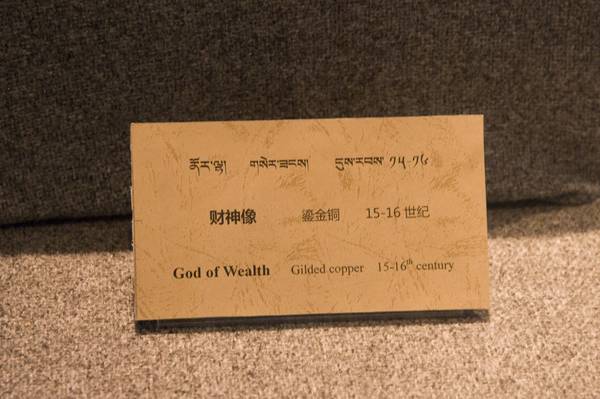 ནོར་ལྷ། གསེར་ཟངས། དུས་རབས་ ༡༥-༡༦
财神像 鎏金铜 15-16 世纪
God of Wealth Gilded copper 15-16th century